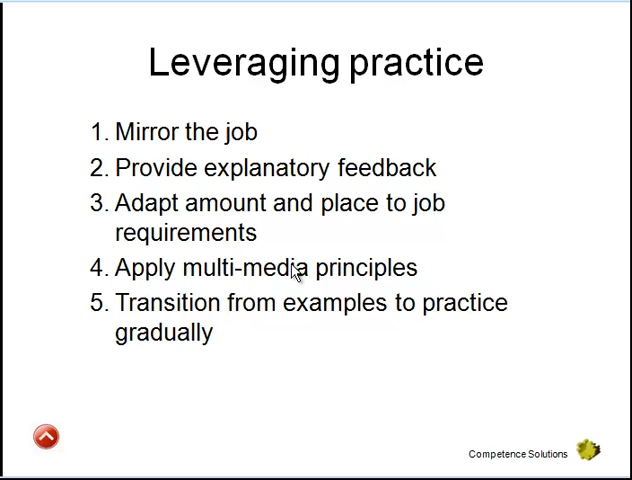 Leveraging practice
1. Mirror the job
2. Provide explanatory feedback
3. Adapt amount and place to job
requirements
4. Apply multi-media principles
5. Transition from examples to practice
gradually
Competence Solutions